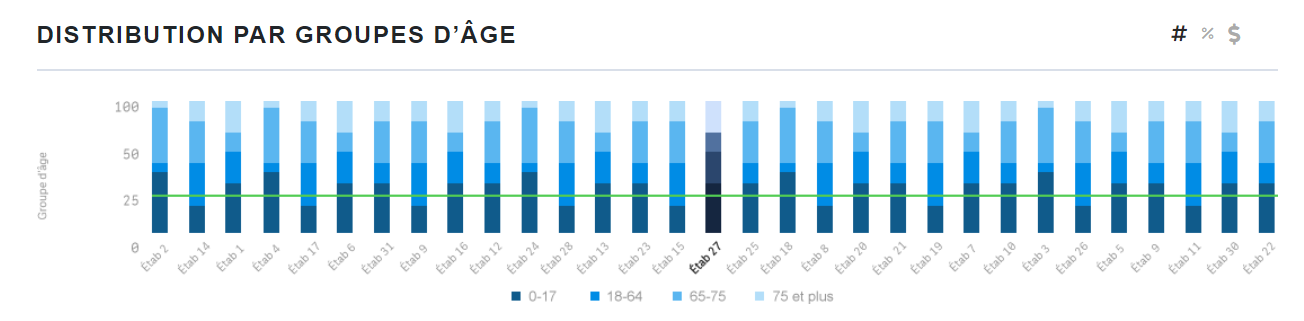 DISTRIBUTION PAR GROUPES D'ÂGE
# % $
Groupe d'âge
100
50
25
0
Étab 2 Étab 14 Étab 1 Étab 4 Étab 17 Étab 6 Étab 31 Étab 9 Étab 16 Étab 12 Étab 24 Étab 28 Étab 13 Étab 23 Étab 15 Étab 27 Étab 25 Étab 18 Étab 8 Étab 20 Étab 21 Étab 19 Étab 7 Étab 10 Étab 3 Étab 26 Étab 5 Étab 9 Étab 11 Étab 30 Étab 22
0-17 18-64 65-75 75 et plus